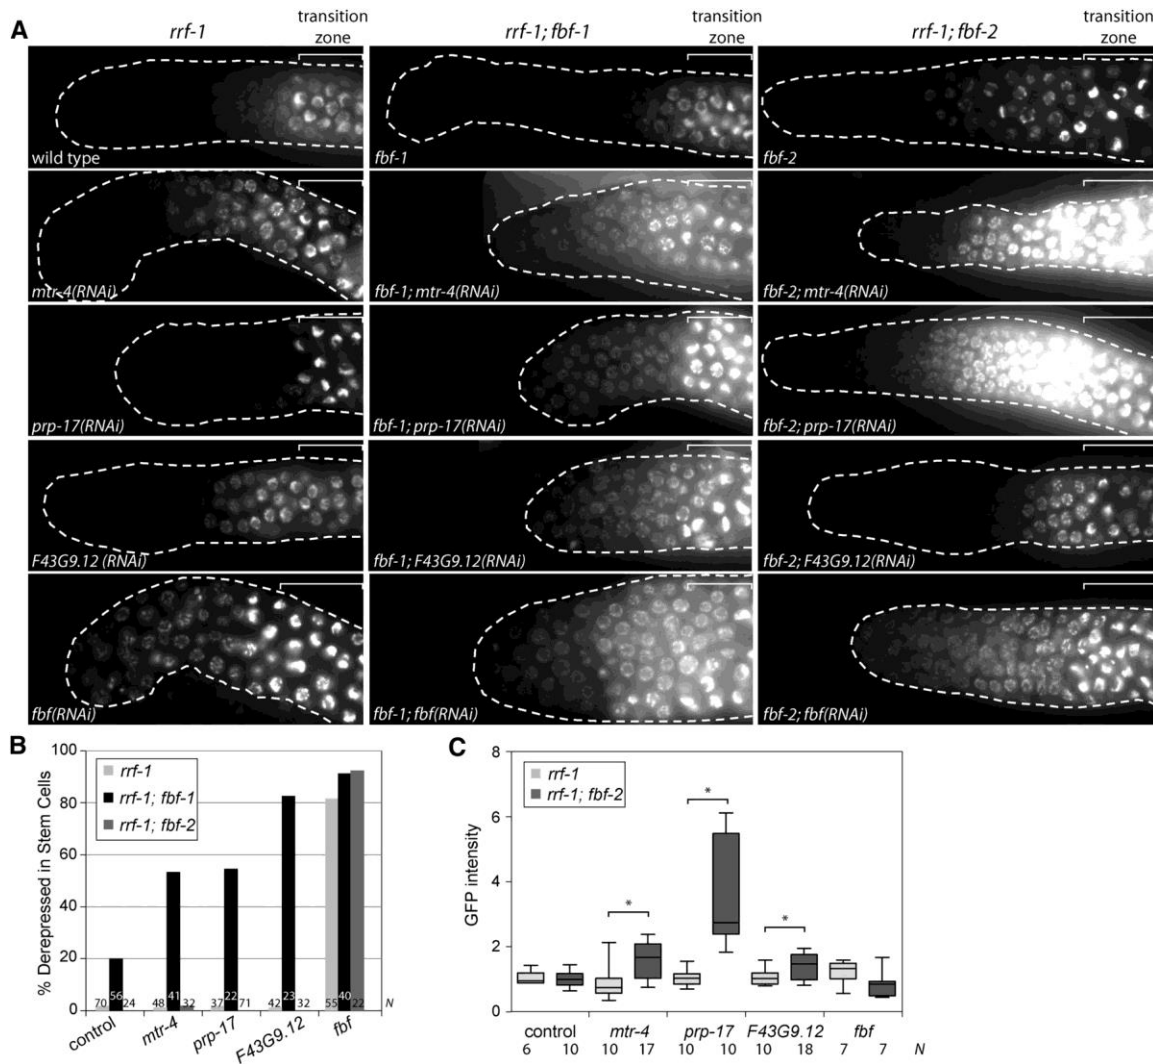 A
rrf-1
transition zone
rrf-1; fbf-1
transition zone
rrf-1; fbf-2
transition zone
wild type
fbf-1
fbf-2
mtr-4(RNAi)
fbf-1; mtr-4(RNAi)
fbf-2; mtr-4(RNAi)
prp-17(RNAi)
fbf-1; prp-17(RNAi)
fbf-2; prp-17(RNAi)
F43G9.12 (RNAi)
fbf-1; F43G9.12(RNAi)
fbf-2; F43G9.12(RNAi)
fbf(RNAi)
fbf-1; fbf(RNAi)
fbf-2; fbf(RNAi)
B
% Derepressed in Stem Cells
100
80
60
40
20
0
rrf-1
rrf-1; fbf-1
rrf-1; fbf-2
70 56 24 48 41 32 37 22 71 42 23 32 55 40 22 N
control mtr-4 prp-17 F43G9.12 fbf
C
GFP intensity
8
6
4
2
0
rrf-1
rrf-1; fbf-2
* * *
control mtr-4 prp-17 F43G9.12 fbf
6 10 10 17 10 10 10 18 7 7 N